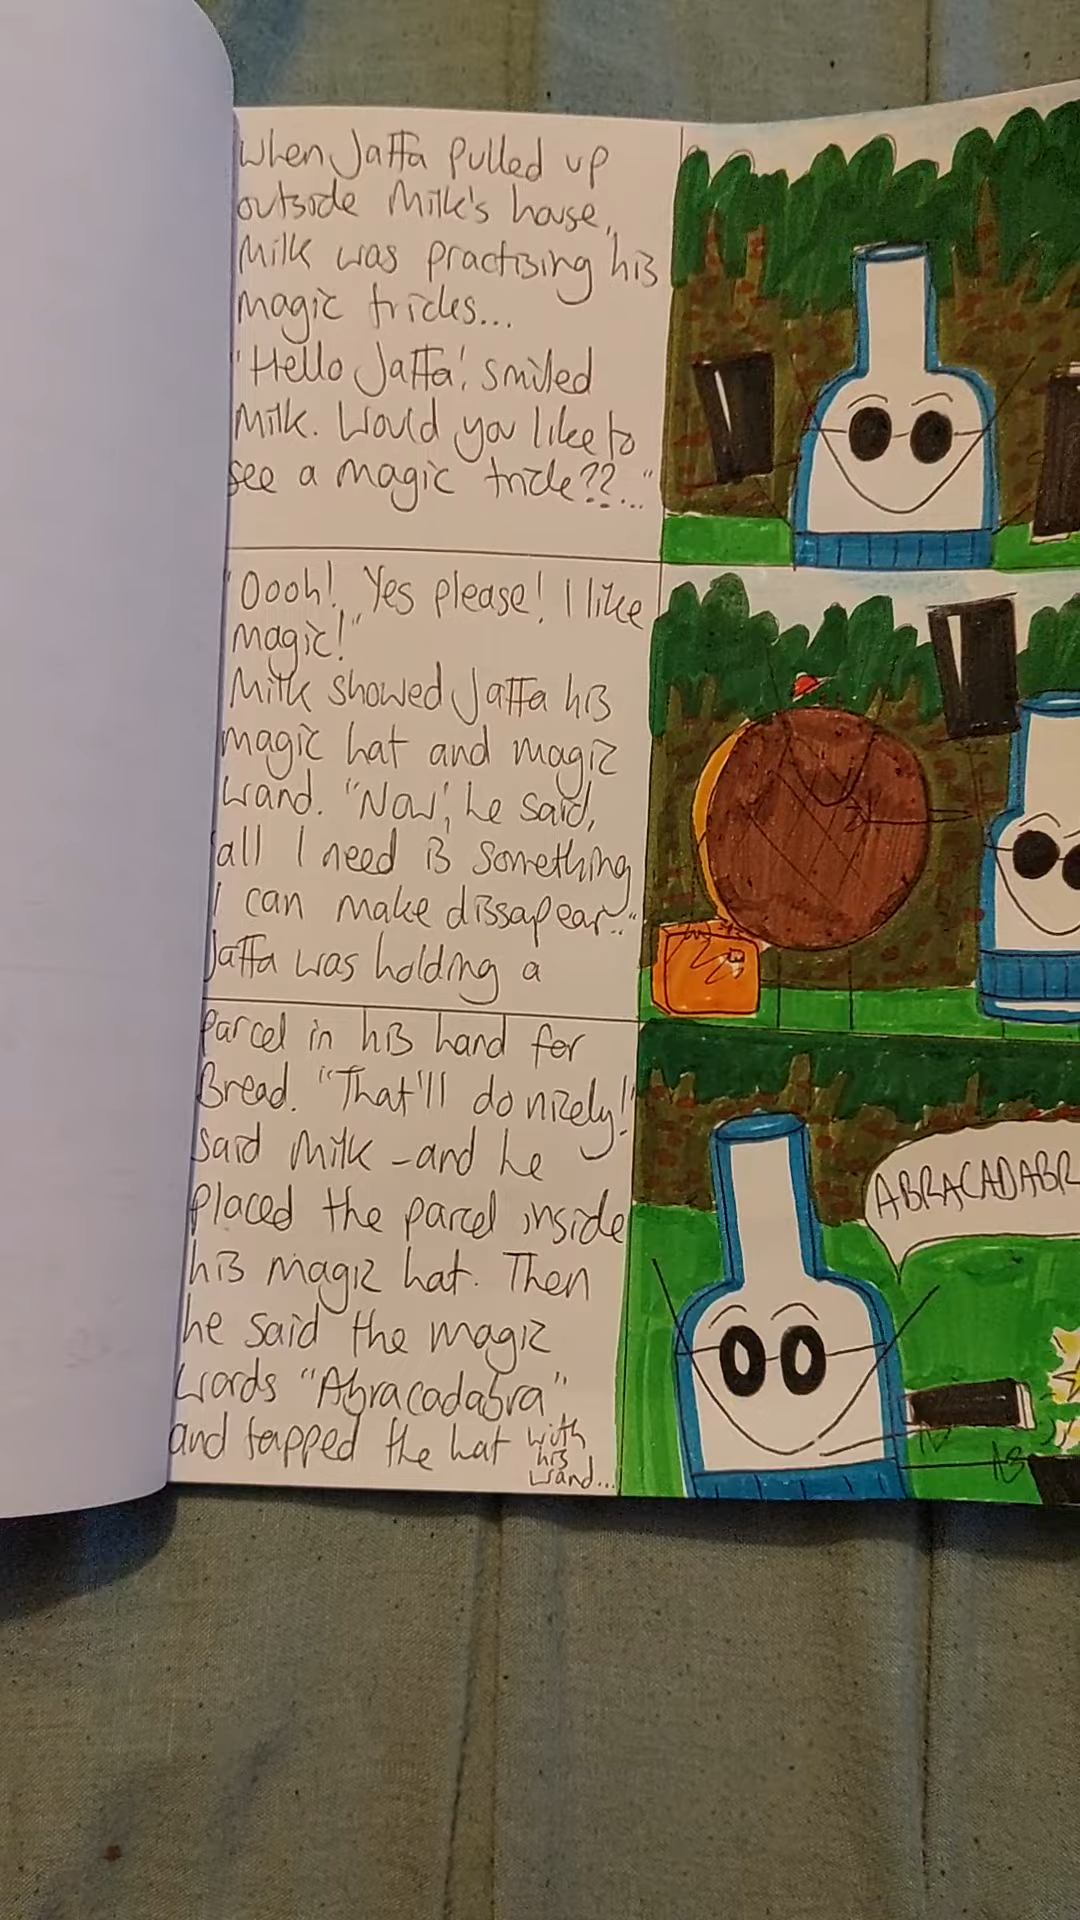 When Jaffa pulled up
outside Milk's house,
Milk was practising his
magic tricks...
"Hello Jaffa', smiled
Milk. Would you like to
see a magic trick??..."
"Oooh! Yes please! I like
magic!"
Milk showed Jaffa his
magic hat and magic
wand. "Now', he said,
all I need is something
I can make dissapear.."
Jaffa was holding a
parcel in his hand for
Bread. "That'll do nicely!"
said Milk - and he
placed the parcel inside
his magic hat. Then
he said the magic
words "Abracadabra"
and tapped the hat with
his
wand...
ABRACADABR